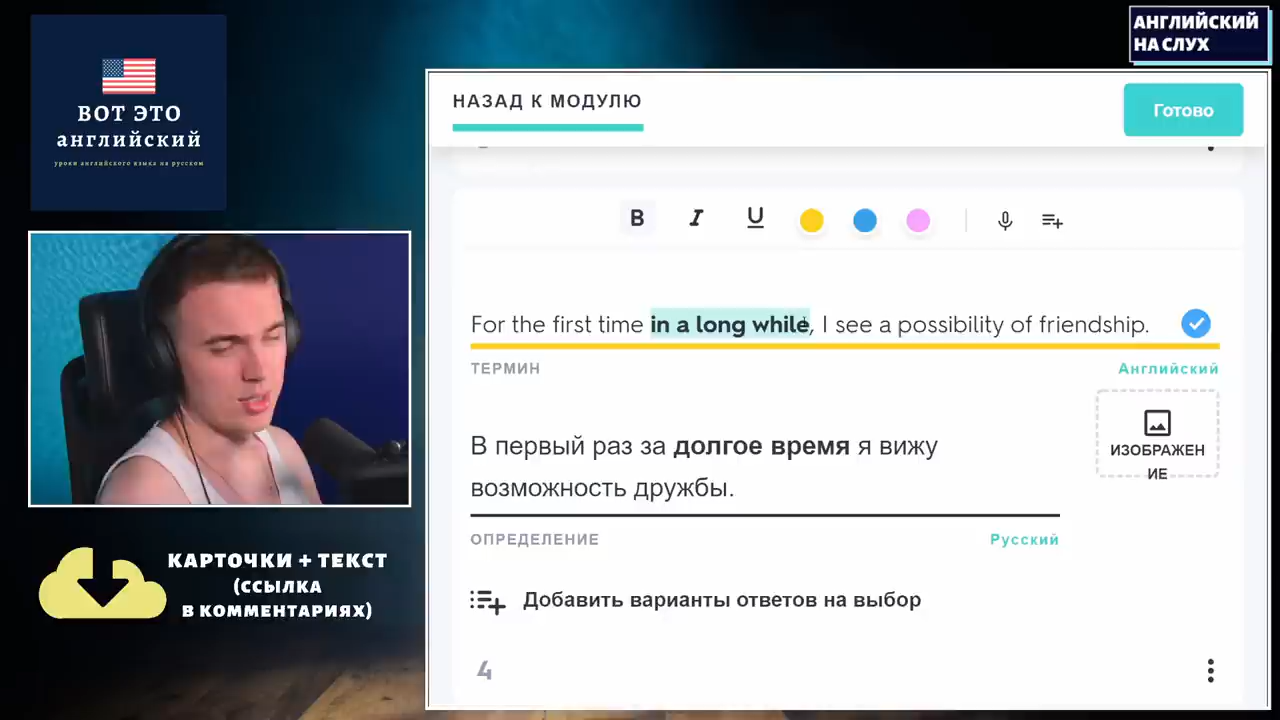 ВОТ ЭТО
английский
уроки английского языка на русском
КАРТОЧКИ + ТЕКСТ
(ССЫЛКА
В КОММЕНТАРИЯХ)
АНГЛИЙСКИЙ
НА СЛУХ
НАЗАД К МОДУЛЮ
Готово
B I U
For the first time in a long while, I see a possibility of friendship.
ТЕРМИН
Английский
В первый раз за долгое время я вижу
возможность дружбы.
ИЗОБРАЖЕН
ИЕ
ОПРЕДЕЛЕНИЕ
Русский
Добавить варианты ответов на выбор
4